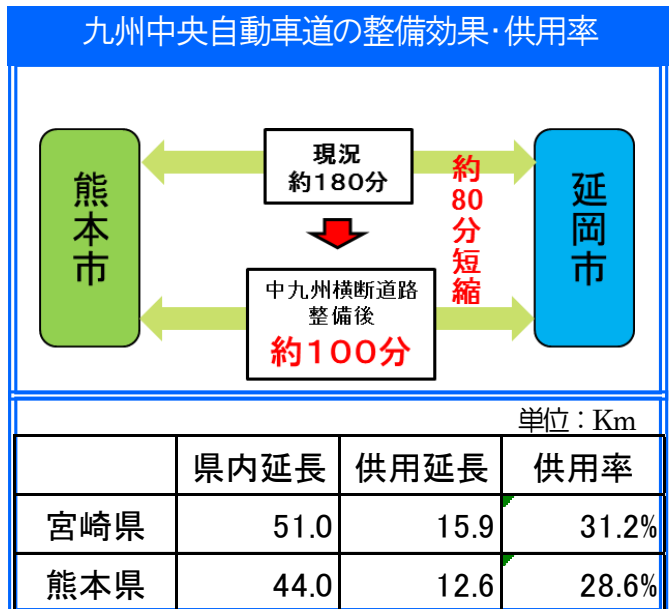 九州中央自動車道の整備効果･供用率
熊本市
現況
約180分
約80分短縮
延岡市
中九州横断道路
整備後
約100分
単位：Km
県内延長 供用延長 供用率
宮崎県 51.0 15.9 31.2%
熊本県 44.0 12.6 28.6%